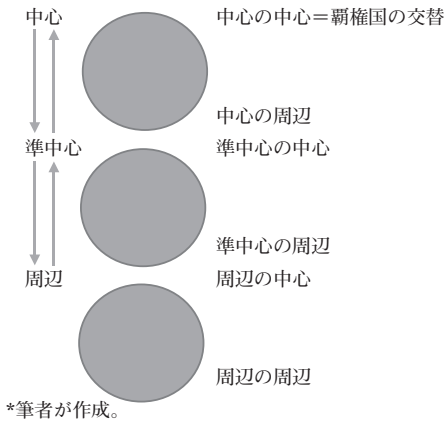 中心
中心の中心＝覇権国の交替
中心の周辺
準中心
準中心の中心
準中心の周辺
周辺
周辺の中心
周辺の周辺
*筆者が作成。